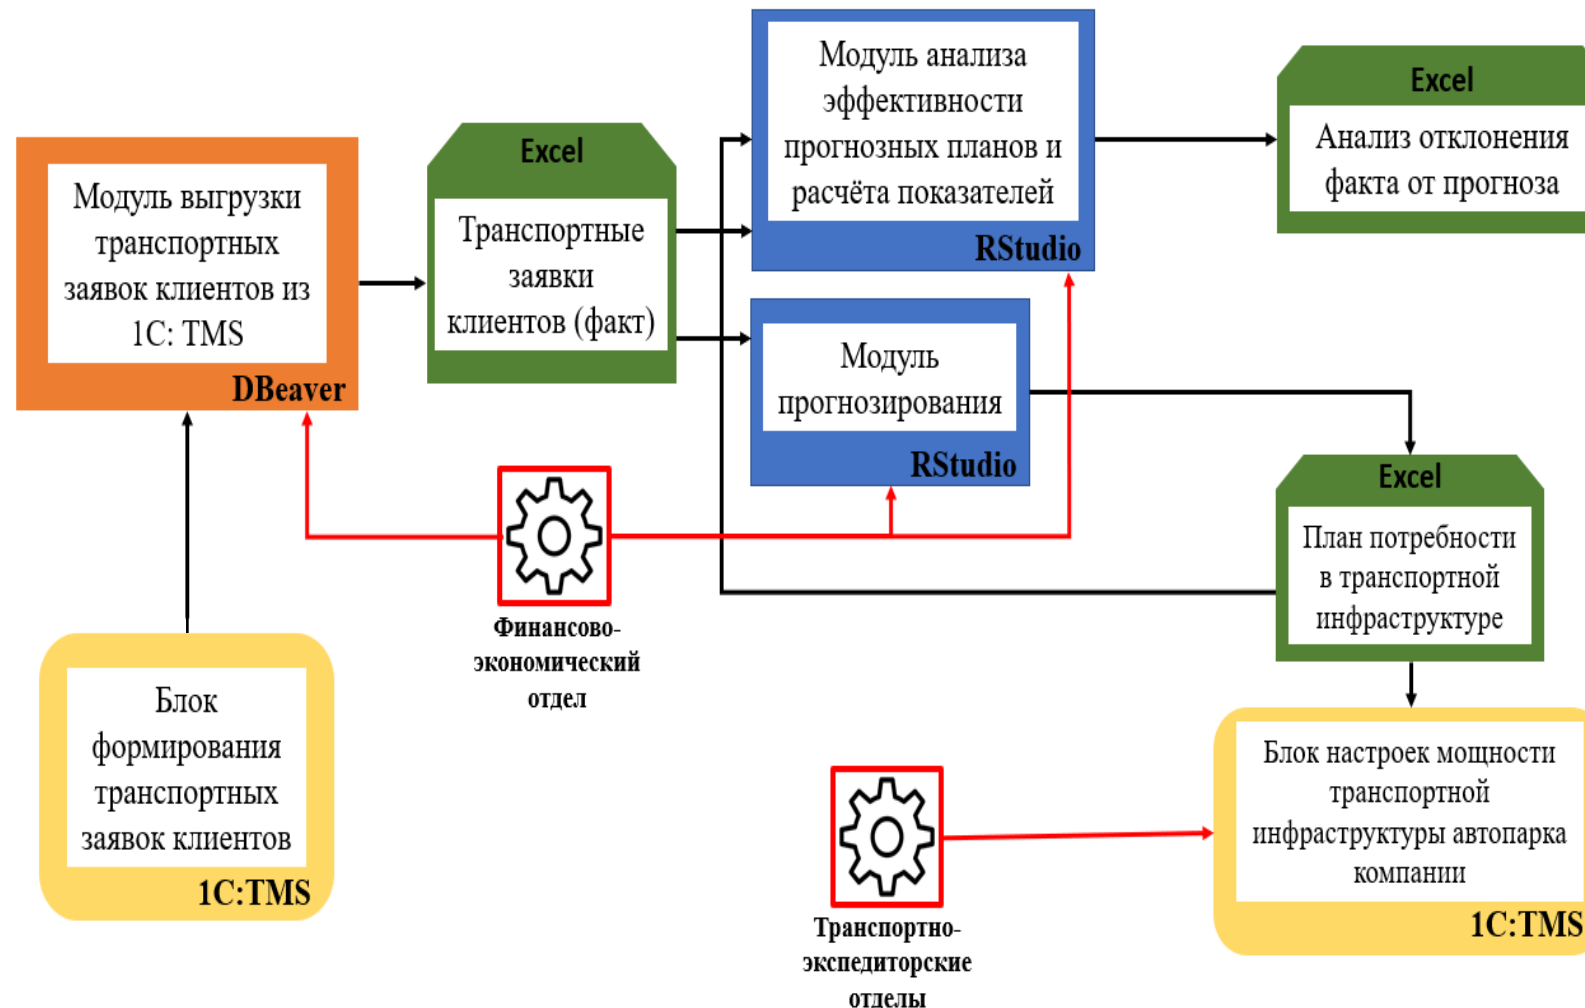 Модуль выгрузки
транспортных
заявок клиентов из
1С: TMS
DBeaver
Excel
Транспортные
заявки
клиентов (факт)
Модуль анализа
эффективности
прогнозных планов и
расчёта показателей
RStudio
Excel
Анализ отклонения
факта от прогноза
Модуль
прогнозирования
RStudio
Финансово-
экономический
отдел
Excel
План потребности
в транспортной
инфраструктуре
Блок
формирования
транспортных
заявок клиентов
1С:TMS
Транспортно-
экспедиторские
отделы
Блок настроек мощности
транспортной
инфраструктуры автопарка
компании
1С:TMS